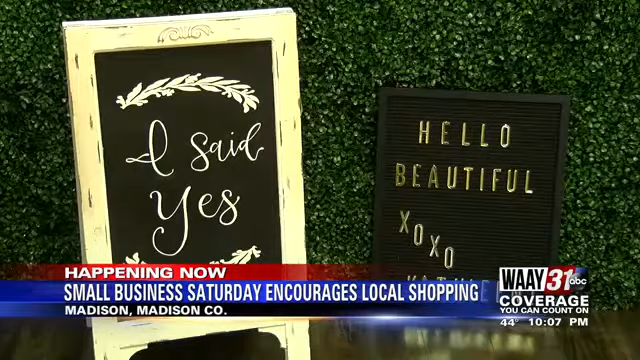 I said
Yes
HELLO
BEAUTIFUL
XOXO
HAPPENING NOW
SMALL BUSINESS SATURDAY ENCOURAGES LOCAL SHOPPING
MADISON, MADISON CO.
WAAY 31 abc
COVERAGE
YOU CAN COUNT ON
44° 10:07 PM